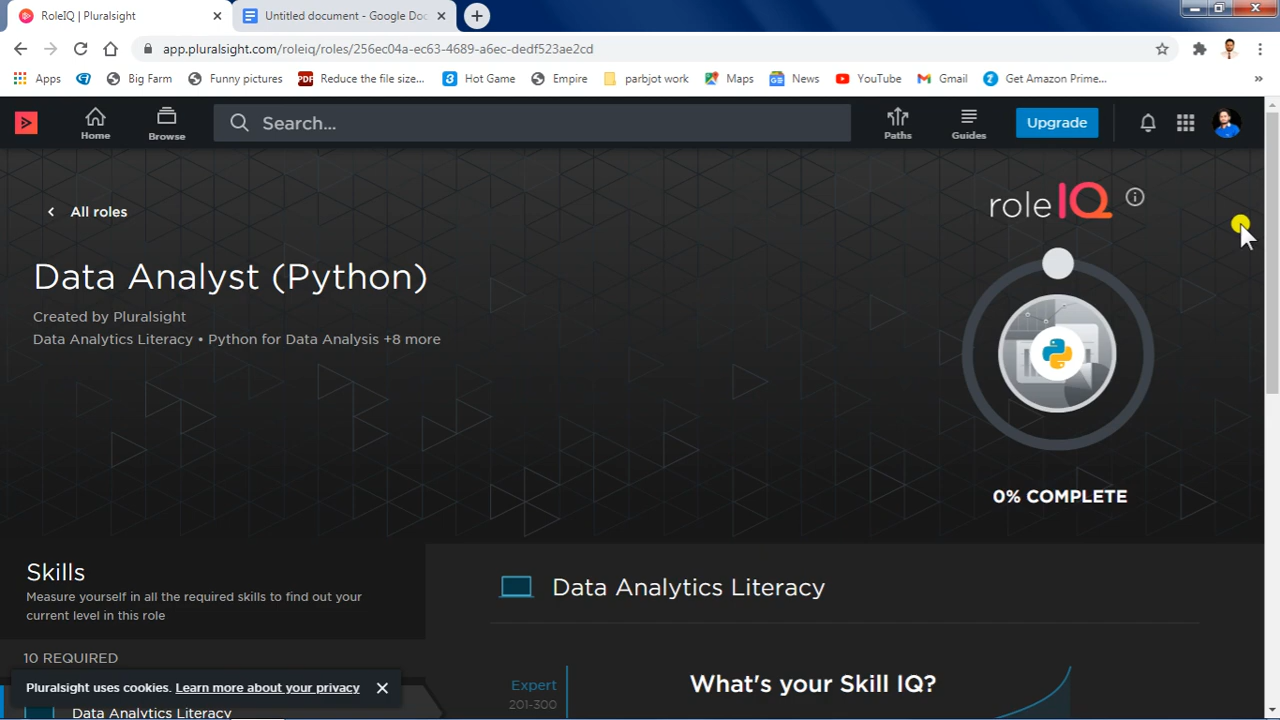 RoleIQ | Pluralsight
Untitled document - Google Doc
app.pluralsight.com/roleiq/roles/256ec04a-ec63-4689-a6ec-dedf523ae2cd
Apps
Big Farm
Funny pictures
PDF
Reduce the file size...
Hot Game
Empire
parbjot work
Maps
News
YouTube
Gmail
Get Amazon Prime...
»
Home
Browse
Search...
Paths
Guides
Upgrade
All roles
role IQ
Data Analyst (Python)
Created by Pluralsight
Data Analytics Literacy • Python for Data Analysis +8 more
0% COMPLETE
Skills
Measure yourself in all the required skills to find out your
current level in this role
10 REQUIRED
Data Analytics Literacy
Data Analytics Literacy
Expert
201-300
What's your Skill IQ?
Pluralsight uses cookies. Learn more about your privacy